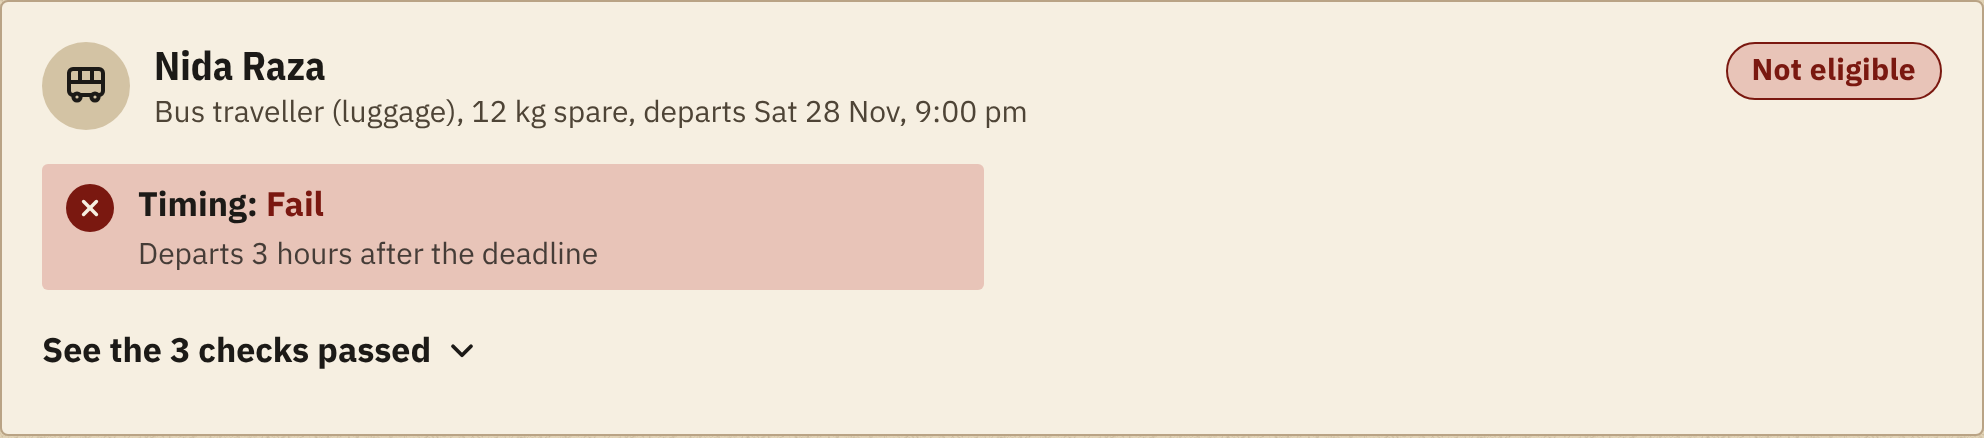 Nida Raza
Not eligible
Bus traveller (luggage), 12 kg spare, departs Sat 28 Nov, 9:00 pm
Timing: Fail
Departs 3 hours after the deadline
See the 3 checks passed